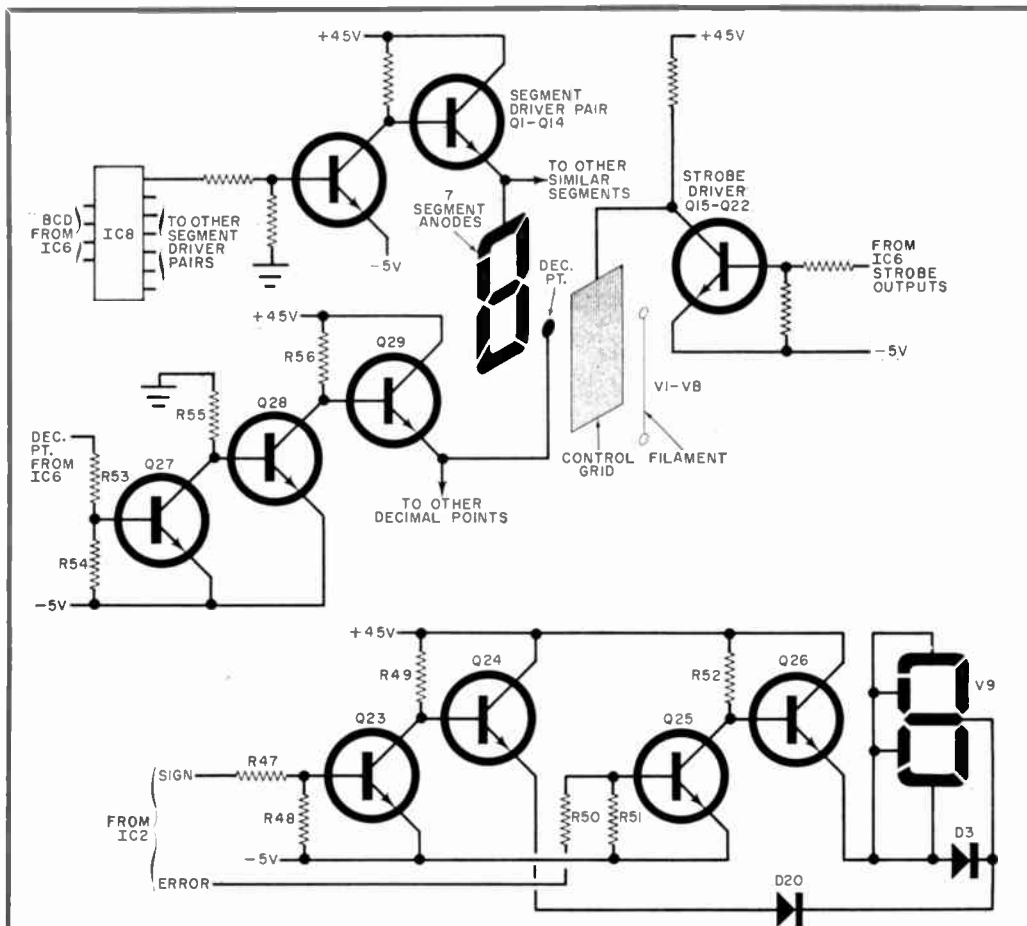 +45V
SEGMENT
DRIVER PAIR
Q1-Q14
+45V
IC8
BCD
FROM
IC6
TO OTHER
SEGMENT
DRIVER
PAIRS
-5V
7
SEGMENT
ANODES
TO OTHER
SIMILAR
SEGMENTS
STROBE
DRIVER
Q15-Q22
FROM
IC6
STROBE
OUTPUTS
-5V
DEC.
PT.
V1-V8
CONTROL
GRID
FILAMENT
+45V
R56
Q29
R55
Q28
DEC.
PT.
FROM
IC6
R53
Q27
R54
-5V
TO OTHER
DECIMAL POINTS
+45V
R49
Q24
R52
Q26
V9
Q23
Q25
SIGN
R47
R48
R50
R51
FROM
IC2
-5V
ERROR
D3
D20